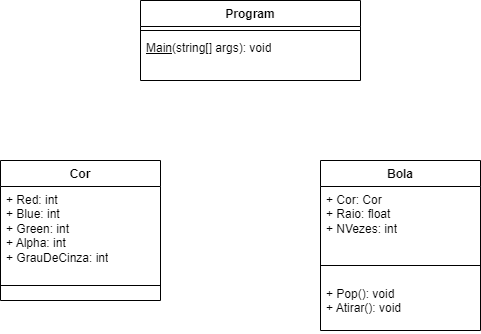 Program
Main(string[] args): void
Cor
+ Red: int
+ Blue: int
+ Green: int
+ Alpha: int
+ GrauDeCinza: int
Bola
+ Cor: Cor
+ Raio: float
+ NVezes: int
+ Pop(): void
+ Atirar(): void